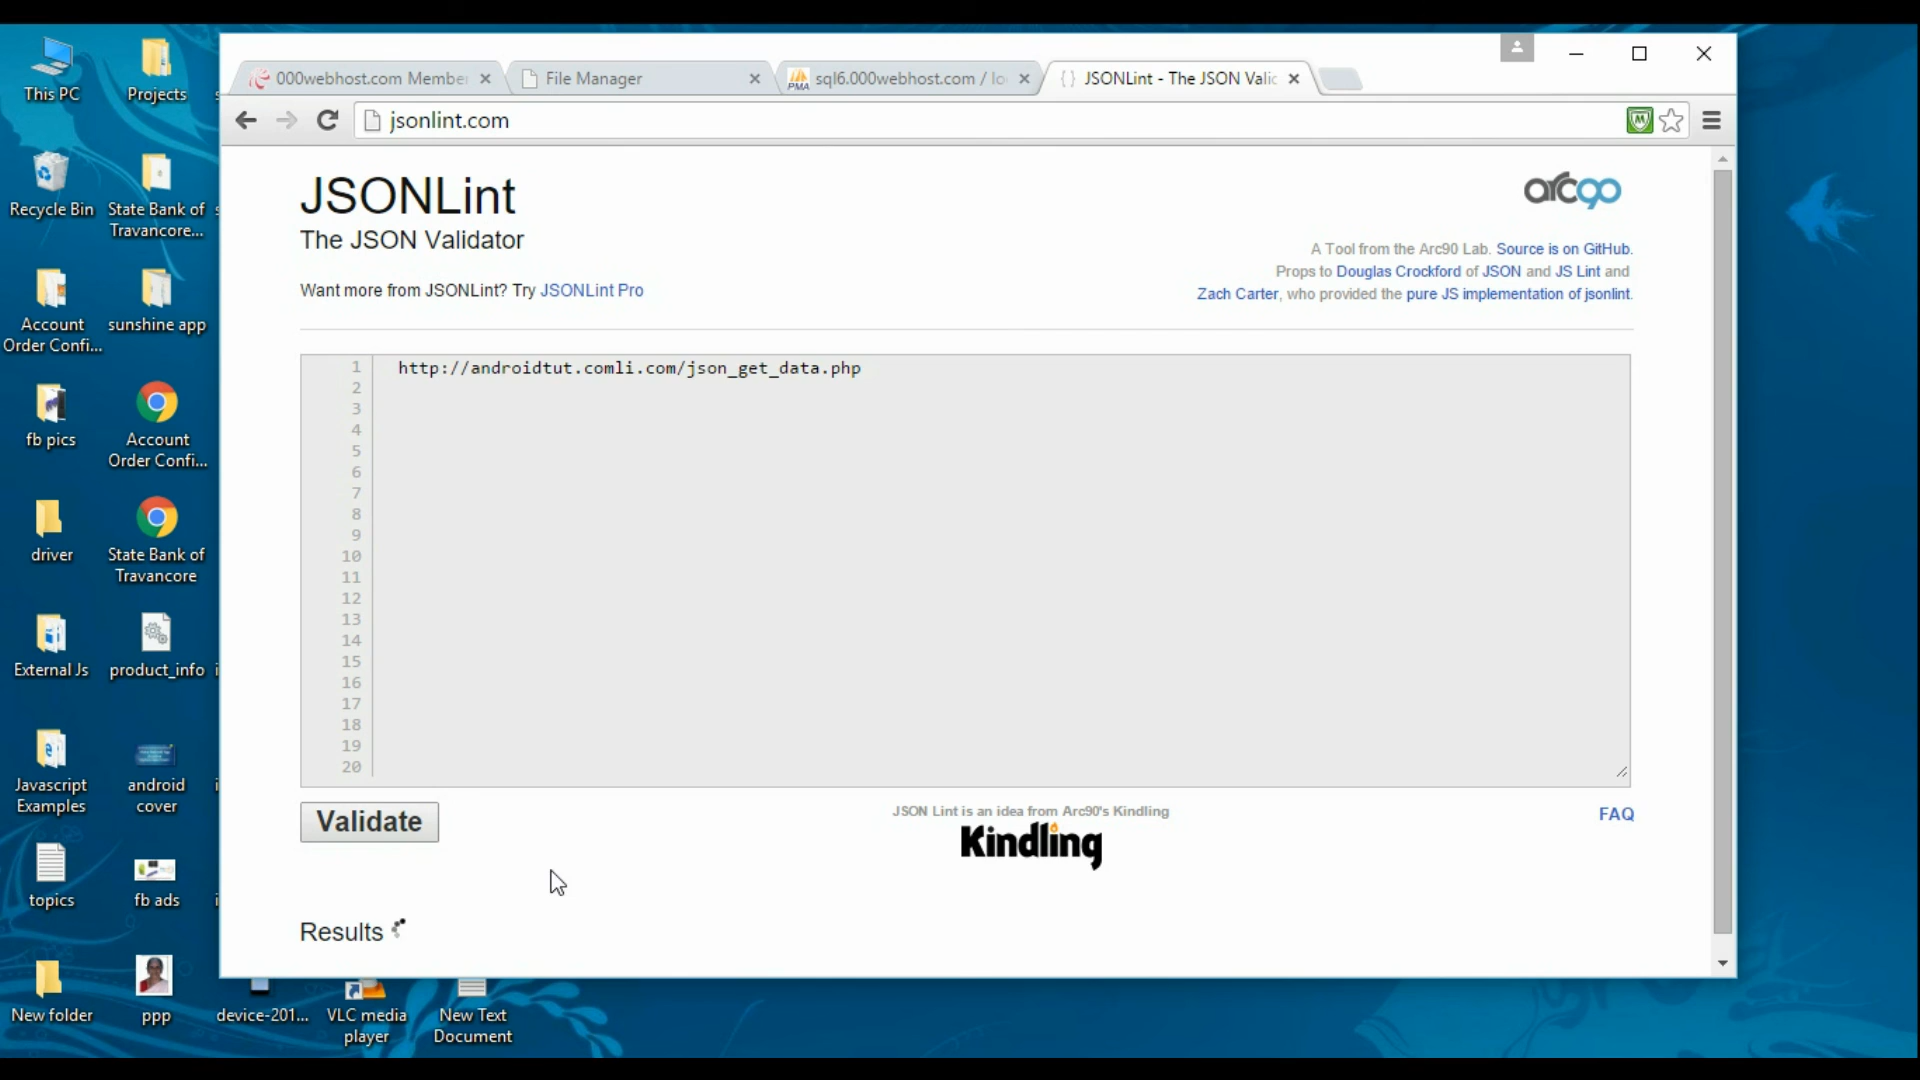 000webhost.com Member
File Manager
sql6.000webhost.com / lo
JSONLint - The JSON Valic
jsonlint.com
JSONLint
The JSON Validator
Want more from JSONLint? Try JSONLint Pro
arc90
A Tool from the Arc90 Lab. Source is on GitHub.
Props to Douglas Crockford of JSON and JS Lint and
Zach Carter, who provided the pure JS implementation of jsonlint.
1 http://androidtut.comli.com/json_get_data.php
2
3
4
5
6
7
8
9
10
11
12
13
14
15
16
17
18
19
20
Validate
JSON Lint is an idea from Arc90's Kindling
Kindling
FAQ
Results
This PC
Projects
Recycle Bin
State Bank of
Travancore...
Account
Order Confi...
sunshine app
fb pics
Account
Order Confi...
driver
State Bank of
Travancore
External Js
product_info
Javascript
Examples
android
cover
topics
fb ads
New folder
ppp
device-201...
VLC media
player
New Text
Document